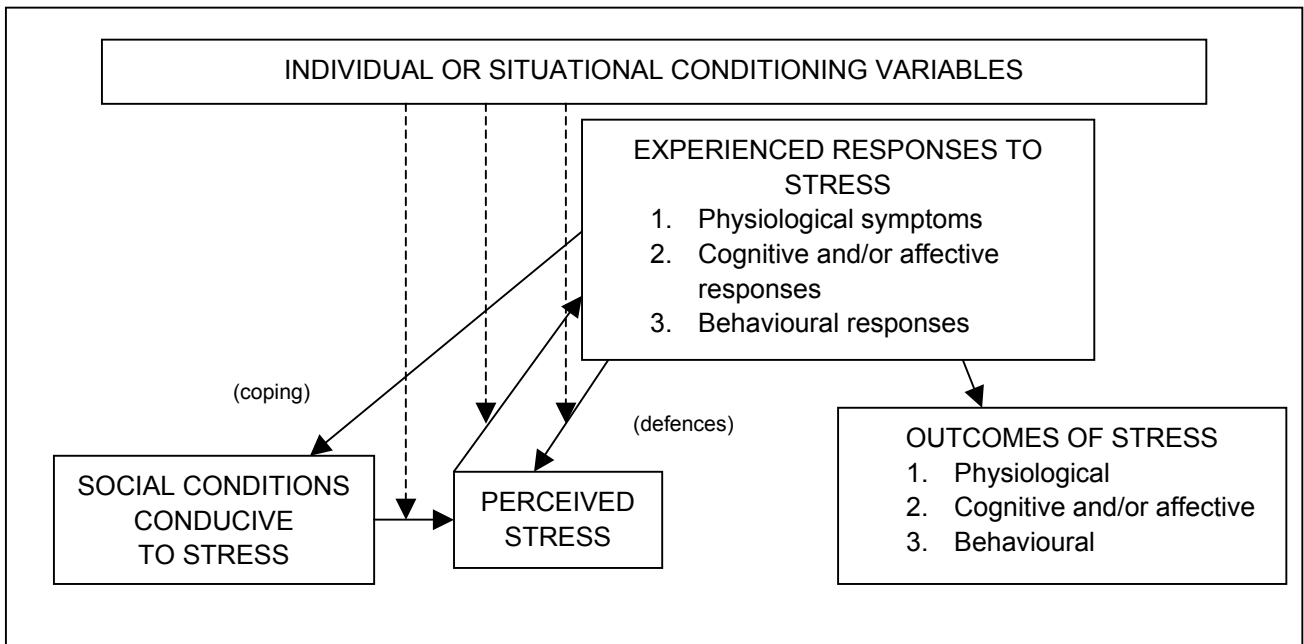 INDIVIDUAL OR SITUATIONAL CONDITIONING VARIABLES
EXPERIENCED RESPONSES TO
STRESS
1. Physiological symptoms
2. Cognitive and/or affective
responses
3. Behavioural responses
(coping)
(defences)
SOCIAL CONDITIONS
CONDUCIVE
TO STRESS
PERCEIVED
STRESS
OUTCOMES OF STRESS
1. Physiological
2. Cognitive and/or affective
3. Behavioural